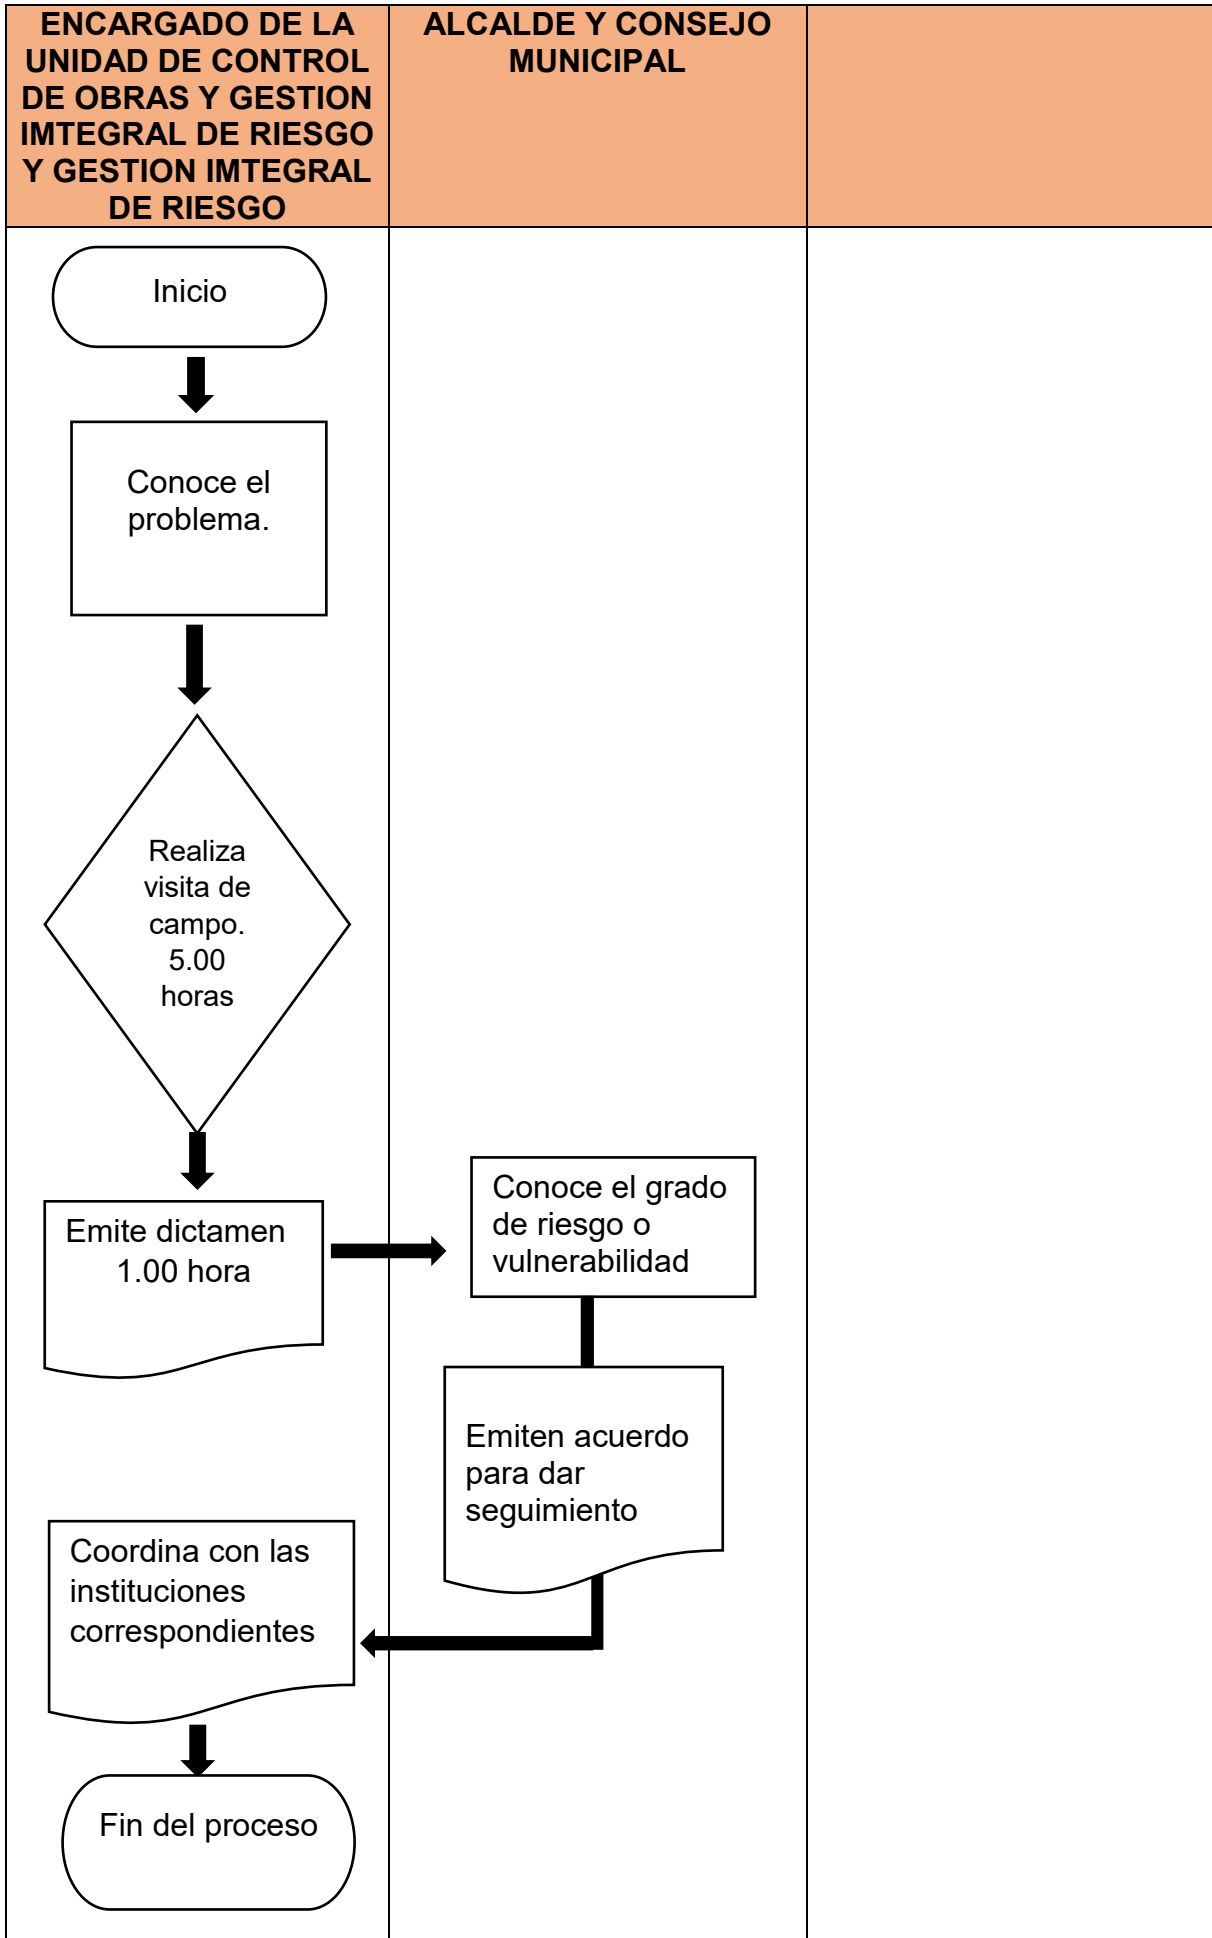 ENCARGADO DE LA
UNIDAD DE CONTROL
DE OBRAS Y GESTION
IMTEGRAL DE RIESGO
Y GESTION IMTEGRAL
DE RIESGO
ALCALDE Y CONSEJO
MUNICIPAL
Inicio
Conoce el
problema.
Realiza
visita de
campo.
5.00
horas
Emite dictamen
1.00 hora
Conoce el grado
de riesgo o
vulnerabilidad
Emiten acuerdo
para dar
seguimiento
Coordina con las
instituciones
correspondientes
Fin del proceso